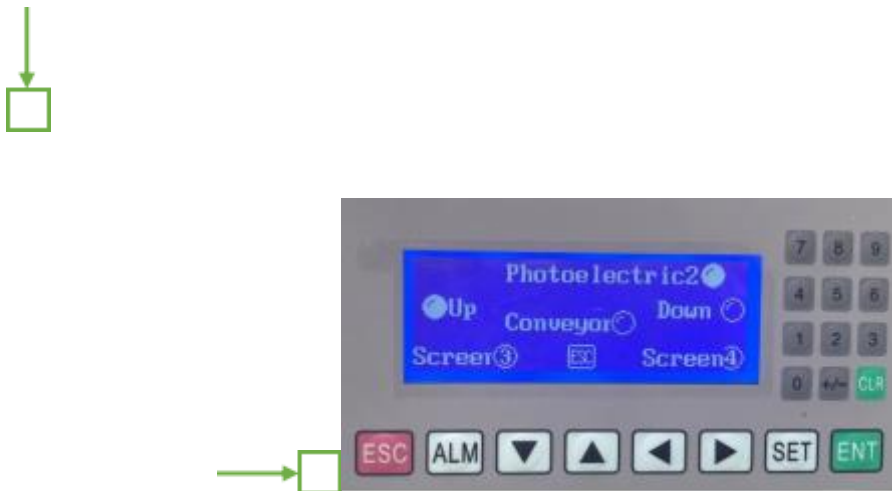 Photoelectric2
Up
Down
Conveyor
Screen3
ESC
Screen4
7 8 9
4 5 6
1 2 3
0 +/- CLR
ESC ALM ▼ ▲ ◀ ▶ SET ENT